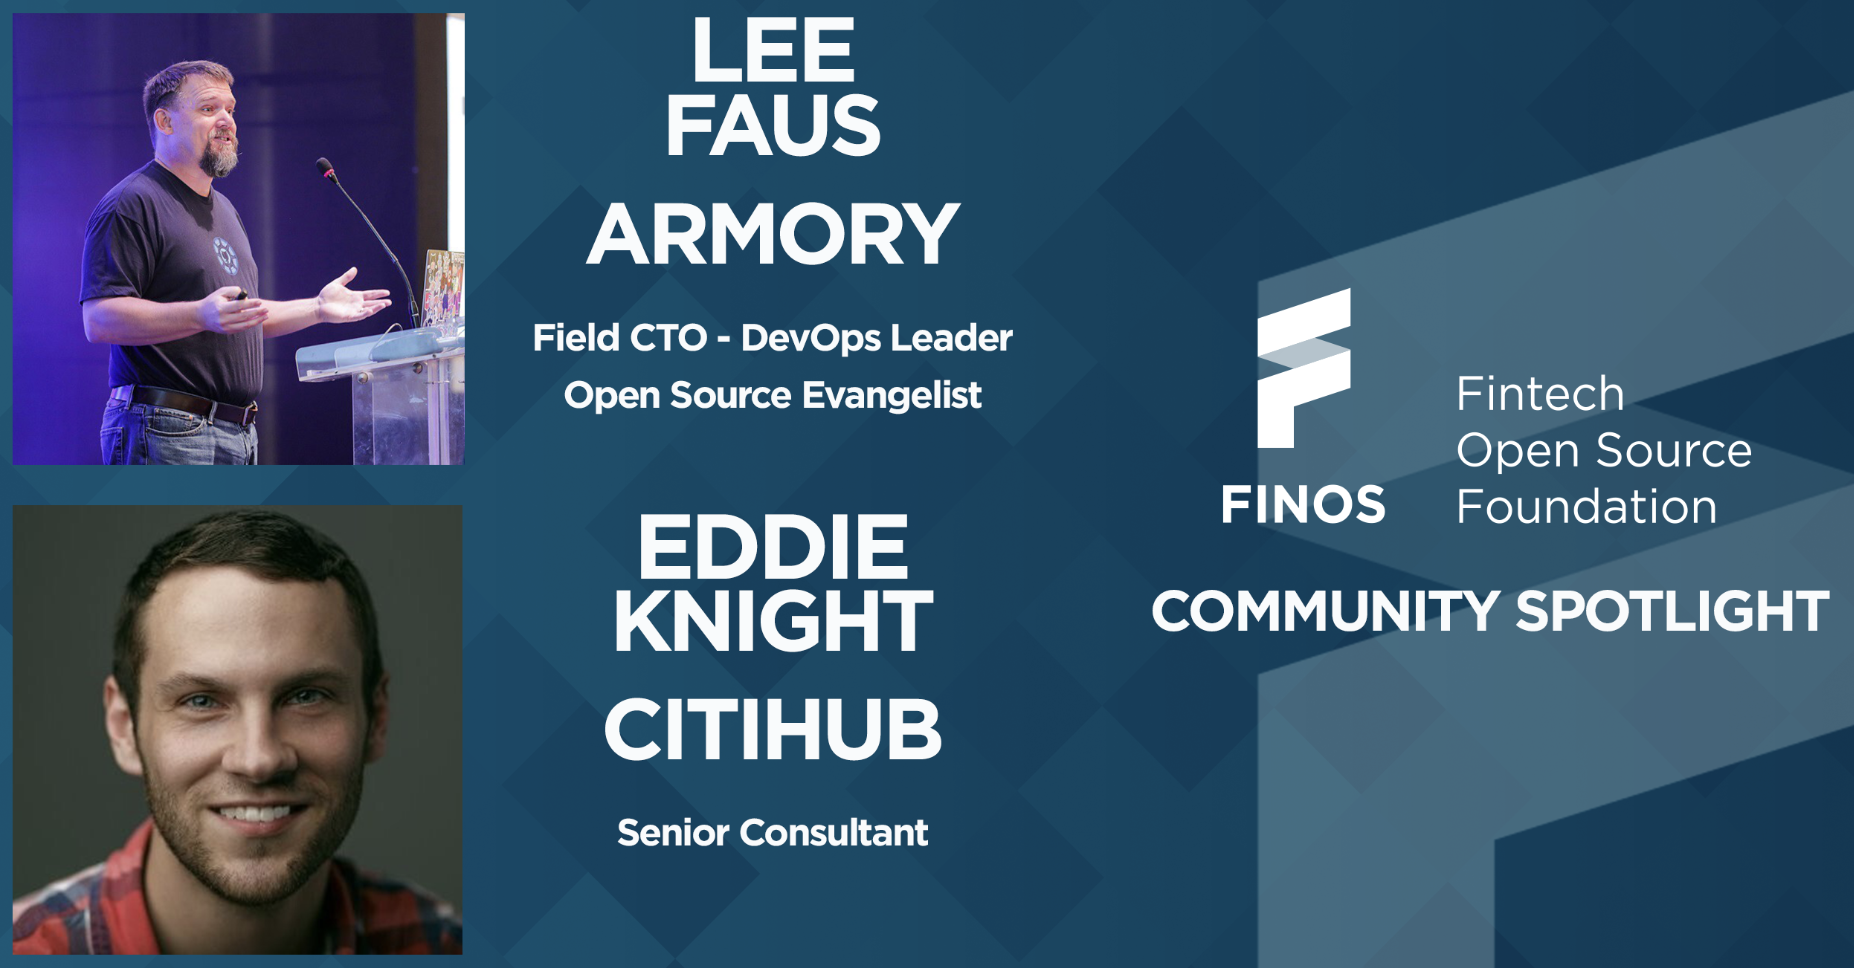 LEE
FAUS
ARMORY
Field CTO - DevOps Leader
Open Source Evangelist
EDDIE
KNIGHT
CITIHUB
Senior Consultant
FINOS
Fintech
Open Source
Foundation
COMMUNITY SPOTLIGHT